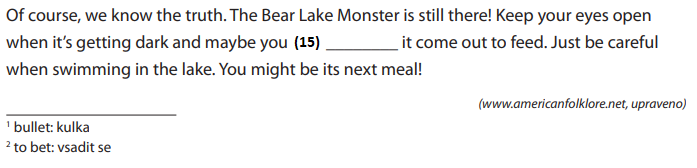 Of course, we know the truth. The Bear Lake Monster is still there! Keep your eyes open
when it’s getting dark and maybe you (15) ________ it come out to feed. Just be careful
when swimming in the lake. You might be its next meal!
(www.americanfolklore.net, upraveno)
¹ bullet: kulka
² to bet: vsadit se